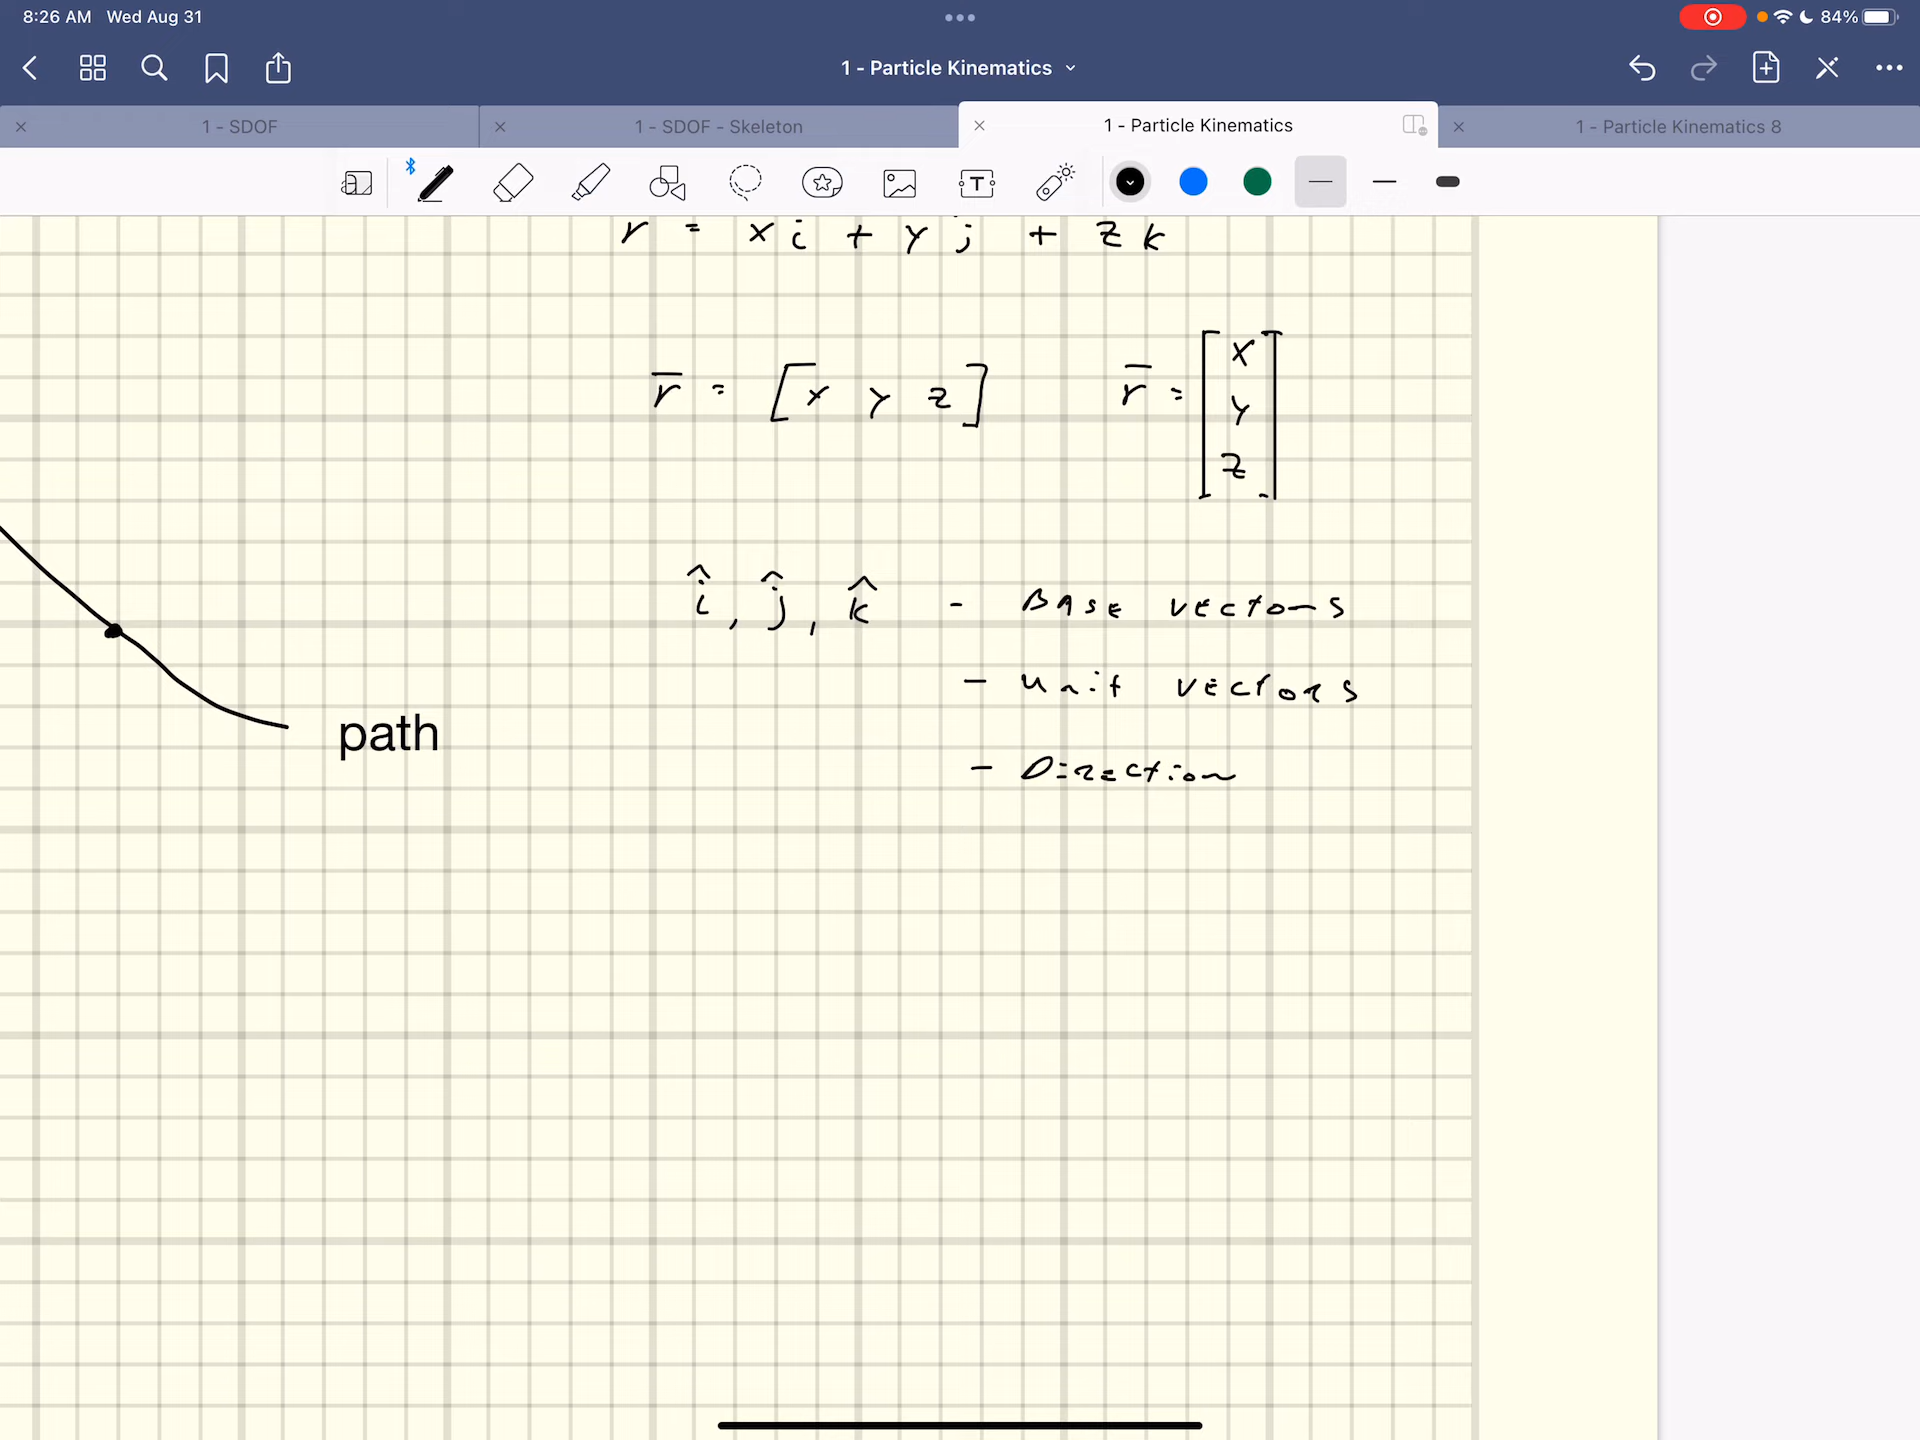 8:26 AM Wed Aug 31 84%
1 - Particle Kinematics
1 - SDOF 1 - SDOF - Skeleton 1 - Particle Kinematics 1 - Particle Kinematics 8
r = x i + y j + z k
r̅ = [x y z] r̅ = [x
y
z]
î, ĵ, k̂ - BASE VECTORS
- UNIT VECTORS
path
- DIRECTION